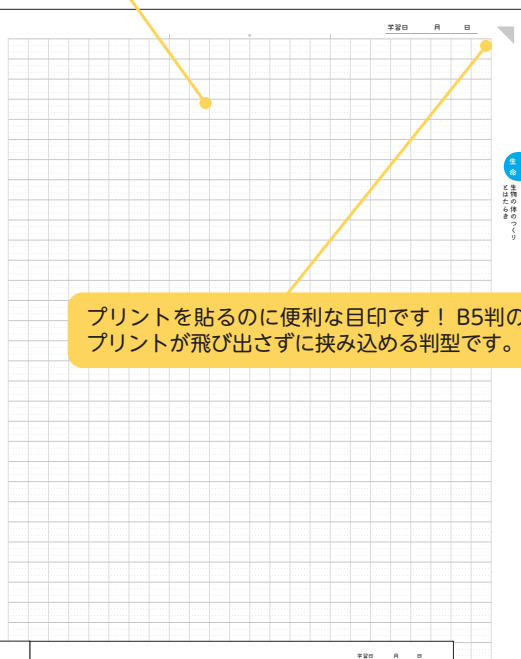 学習日 月 日
生命
生物の体のつくり
とはたらき
プリントを貼るのに便利な目印です！ B5判の
プリントが飛び出さずに挟み込める判型です。
学習日 月 日